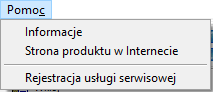 Pomoc
Informacje
Strona produktu w Internecie
Rejestracja usługi serwisowej